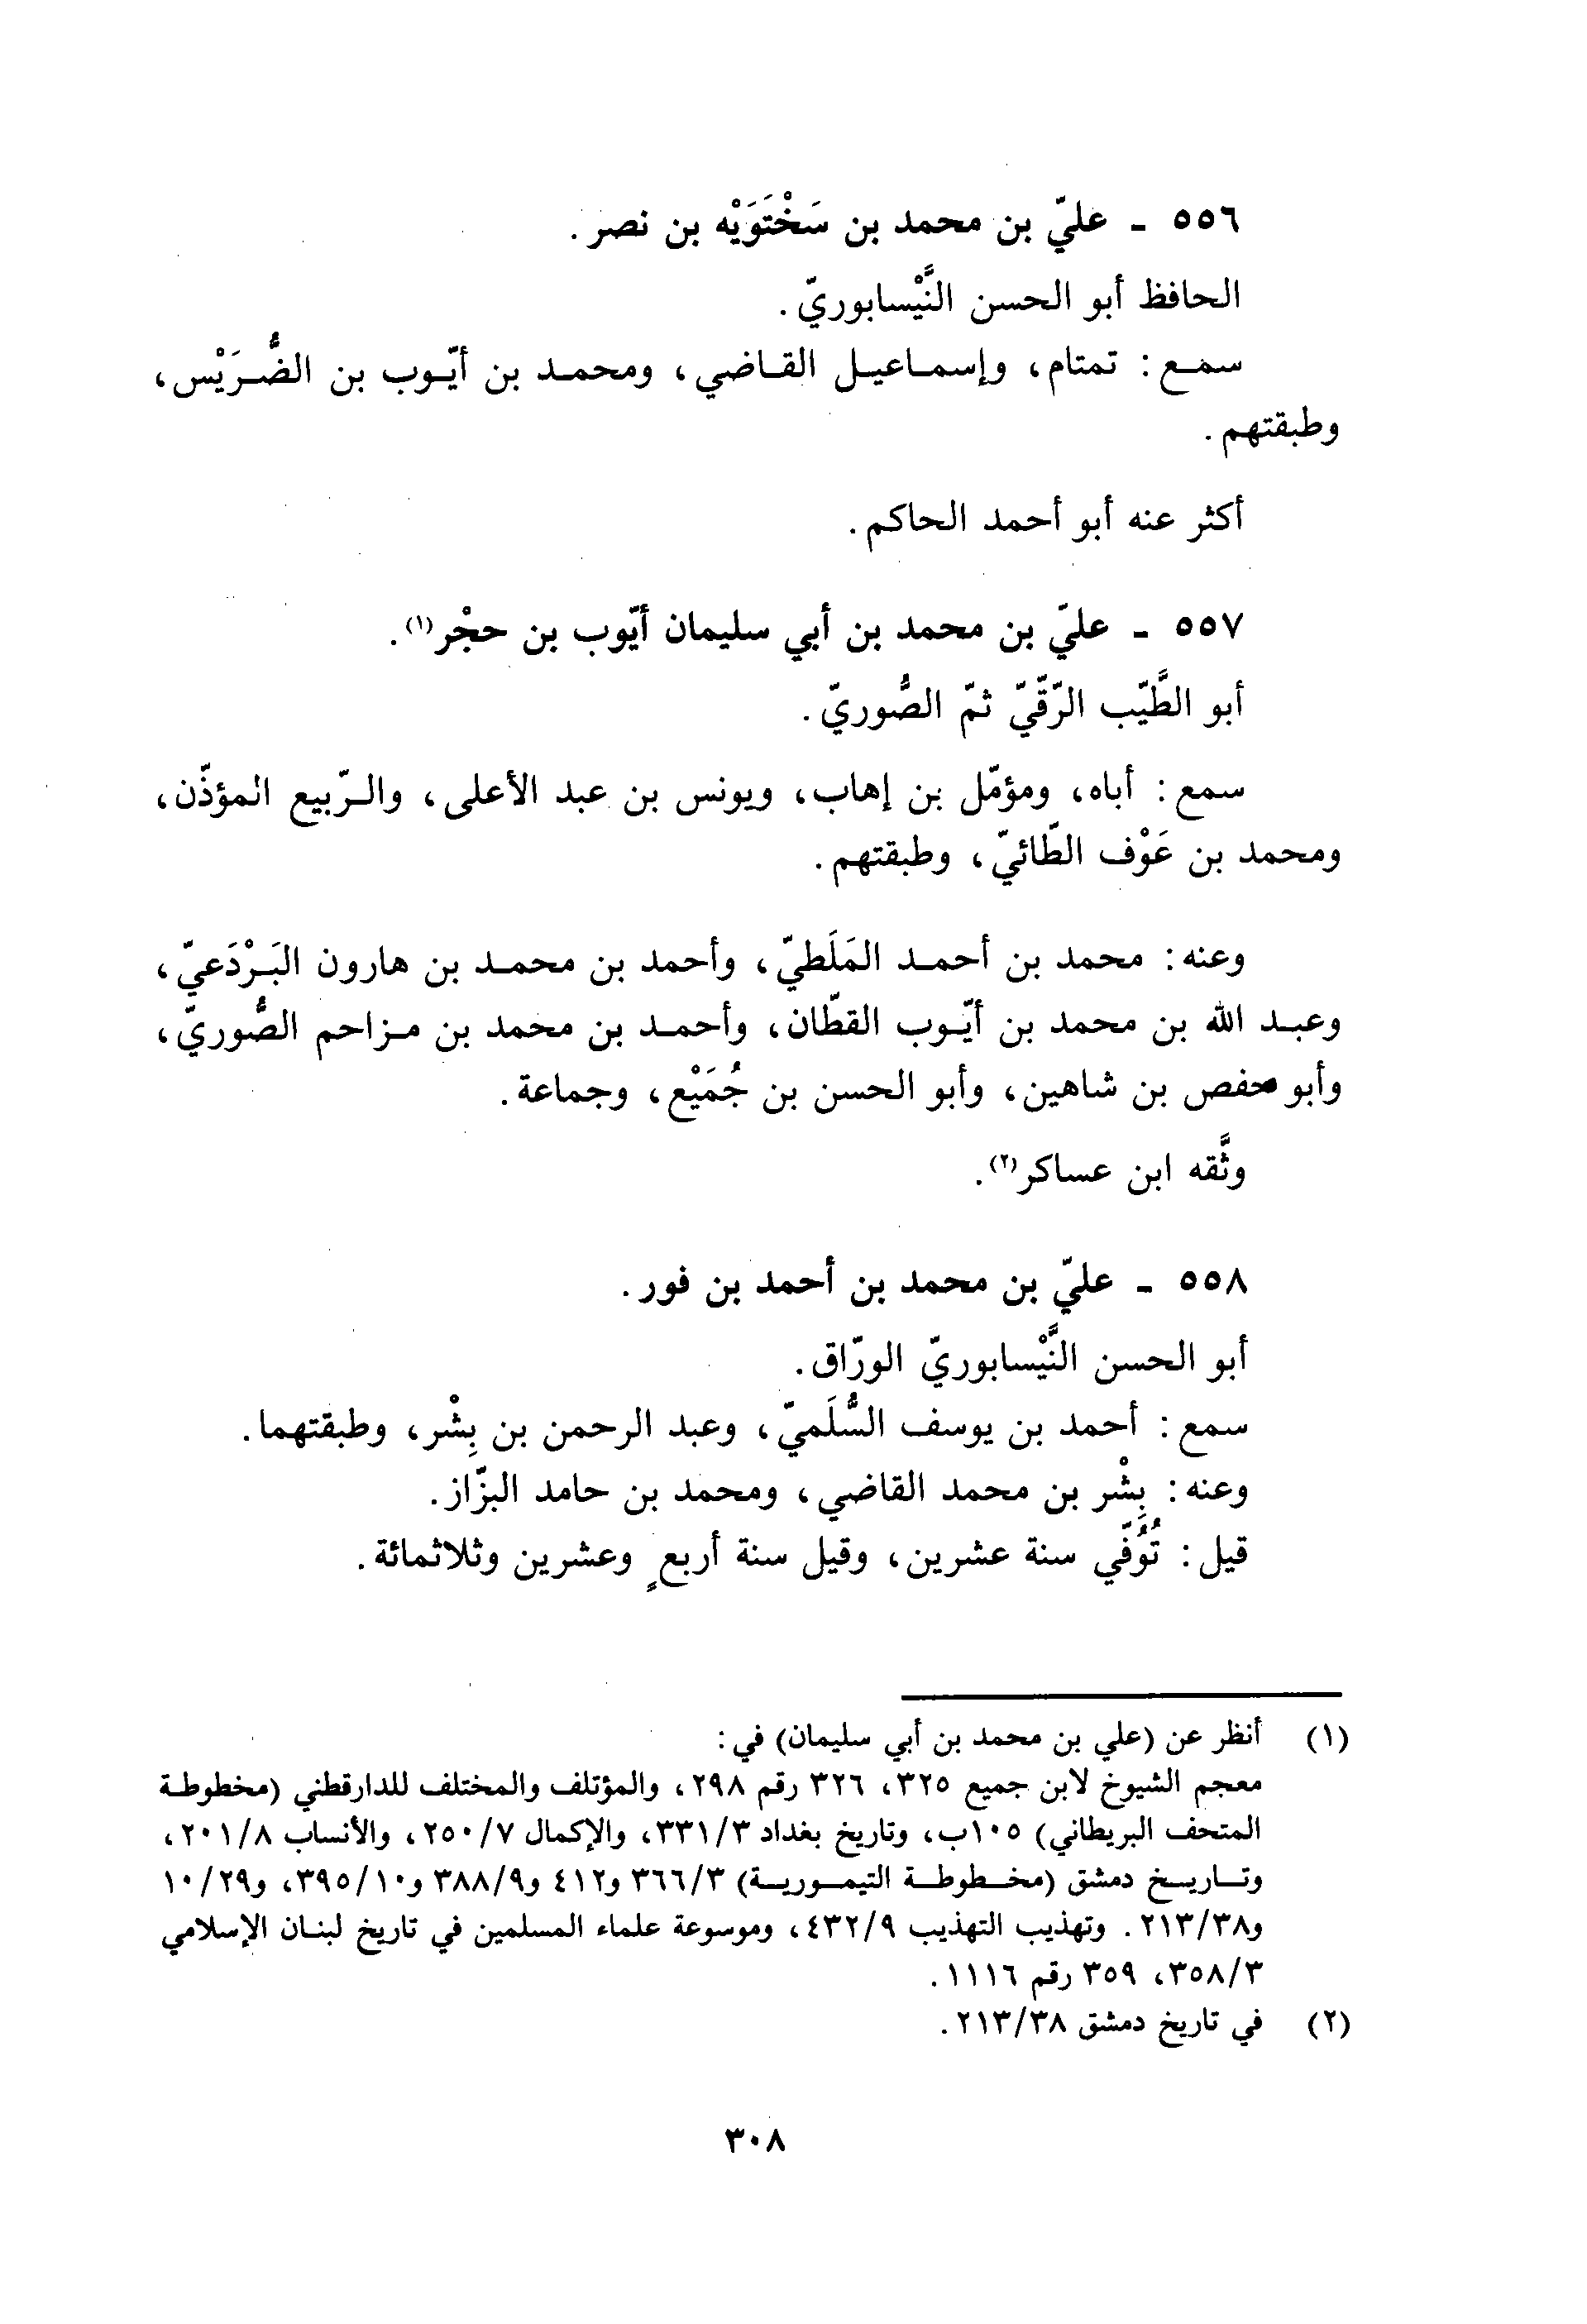 ٥٥٦ - عليّ بن محمد بن سَخْتَوَيْه بن نصر.
الحافظ أبو الحسن النَّيْسابوريّ.
سمع: تمتام، وإسماعيل القاضي، ومحمد بن أيّوب بن الضُّرَيْس،
وطبقتهم.
أكثر عنه أبو أحمد الحاكم.
٥٥٧ - عليّ بن محمد بن أبي سليمان أيّوب بن حجْر(١).
أبو الطَّيّب الرّقّيّ ثمّ الصُّوريّ.
سمع: أباه، ومؤمّل بن إهاب، ويونس بن عبد الأعلى، والرّبيع المؤذّن،
ومحمد بن عَوْف الطّائيّ، وطبقتهم.
وعنه: محمد بن أحمد المَلَطيّ، وأحمد بن محمد بن هارون البَرْدَعيّ،
وعبد الله بن محمد بن أيّوب القطّان، وأحمد بن محمد بن مزاحم الصُّوريّ،
وأبو حفص بن شاهين، وأبو الحسن بن جُمَيْع، وجماعة.
وثَّقه ابن عساكر(٢).
٥٥٨ - عليّ بن محمد بن أحمد بن فور.
أبو الحسن النَّيْسابوريّ الورّاق.
سمع: أحمد بن يوسف السُّلَميّ، وعبد الرحمن بن بِشْر، وطبقتهما.
وعنه: بِشْر بن محمد القاضي، ومحمد بن حامد البزّاز.
قيل: تُوُفّي سنة عشرين، وقيل سنة أربعٍ وعشرين وثلاثمائة.
(١) أنظر عن (علي بن محمد بن أبي سليمان) في:
معجم الشيوخ لابن جميع ٣٢٥، ٣٢٦ رقم ٢٩٨، والمؤتلف والمختلف للدارقطني (مخطوطة
المتحف البريطاني) ١٠٥ب، وتاريخ بغداد ٣٣١/٣، والإكمال ٢٥٠/٧، والأنساب ٢٠١/٨،
وتاريخ دمشق (مخطوطة التيمورية) ٣٦٦/٣ و٤١٢ و٣٨٨/٩ و٣٩٥/١٠، و١٠/٢٩
و٢١٣/٣٨. وتهذيب التهذيب ٤٣٢/٩، وموسوعة علماء المسلمين في تاريخ لبنان الإسلامي
٣٥٨/٣، ٣٥٩ رقم ١١١٦.
(٢) في تاريخ دمشق ٢١٣/٣٨.
٣٠٨